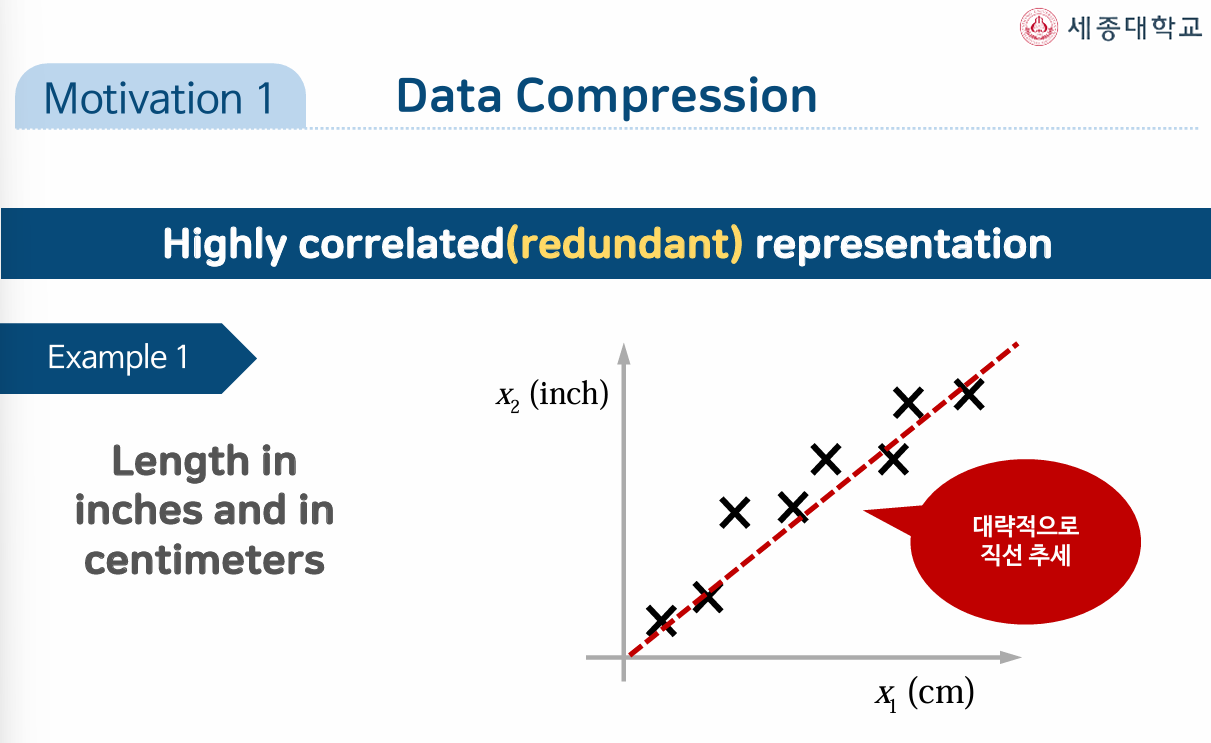 세종대학교
Motivation 1
Data Compression
Highly correlated(redundant) representation
Example 1
Length in
inches and in
centimeters
x₂ (inch)
대략적으로
직선 추세
x₁ (cm)